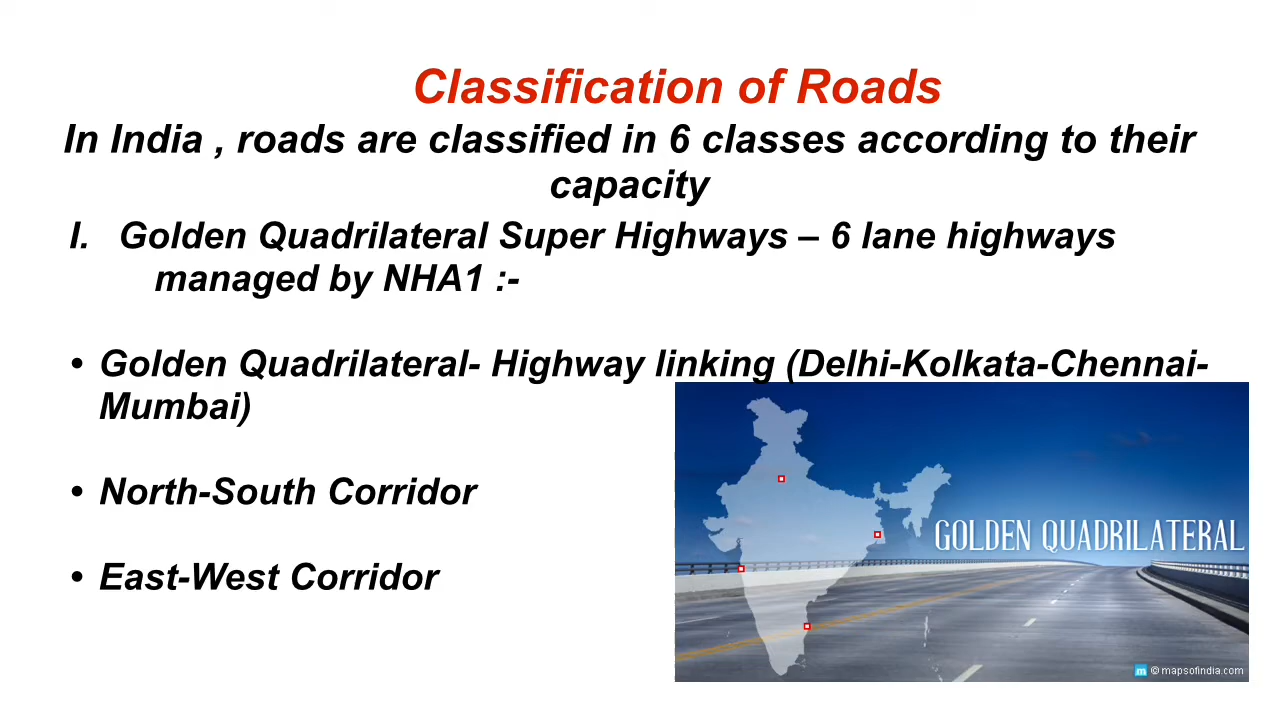 Classification of Roads
In India , roads are classified in 6 classes according to their
capacity
I. Golden Quadrilateral Super Highways – 6 lane highways
managed by NHA1 :-
• Golden Quadrilateral- Highway linking (Delhi-Kolkata-Chennai-
Mumbai)
• North-South Corridor
• East-West Corridor
GOLDEN QUADRILATERAL
m © mapsofindia.com